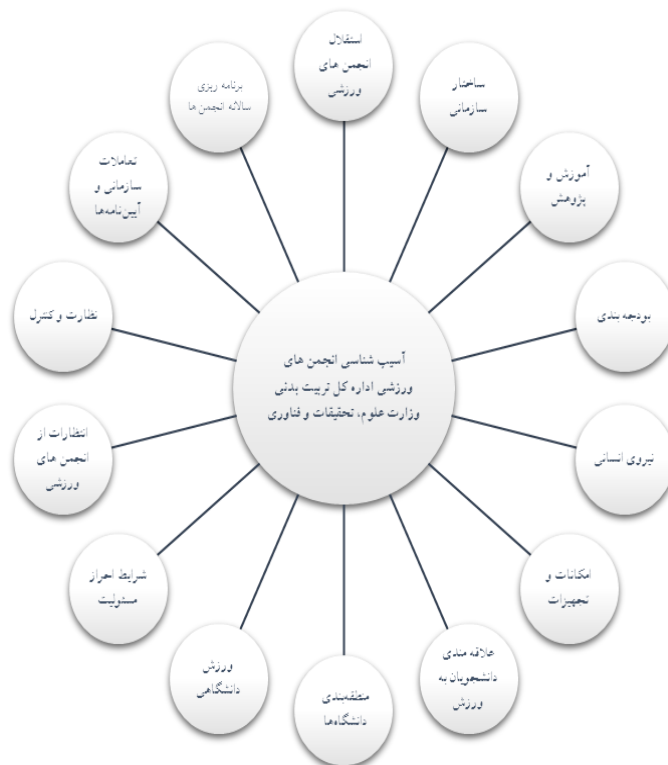 استقلال
انجمن های
ورزشی
ساختار
سازمانی
آموزش و
پژوهش
بودجه بندی
نیروی انسانی
امکانات و
تجهیزات
علاقه مندی
دانشجویان به
ورزش
منطقه‌بندی
دانشگاه‌ها
ورزش
دانشگاهی
شرایط احراز
مسئولیت
انتظارات از
انجمن های
ورزشی
نظارت و کنترل
تعاملات
سازمانی و
آیین‌نامه‌ها
برنامه ریزی
سالانه انجمن ها
آسیب شناسی انجمن های
ورزشی اداره کل تربیت بدنی
وزارت علوم، تحقیقات و فناوری